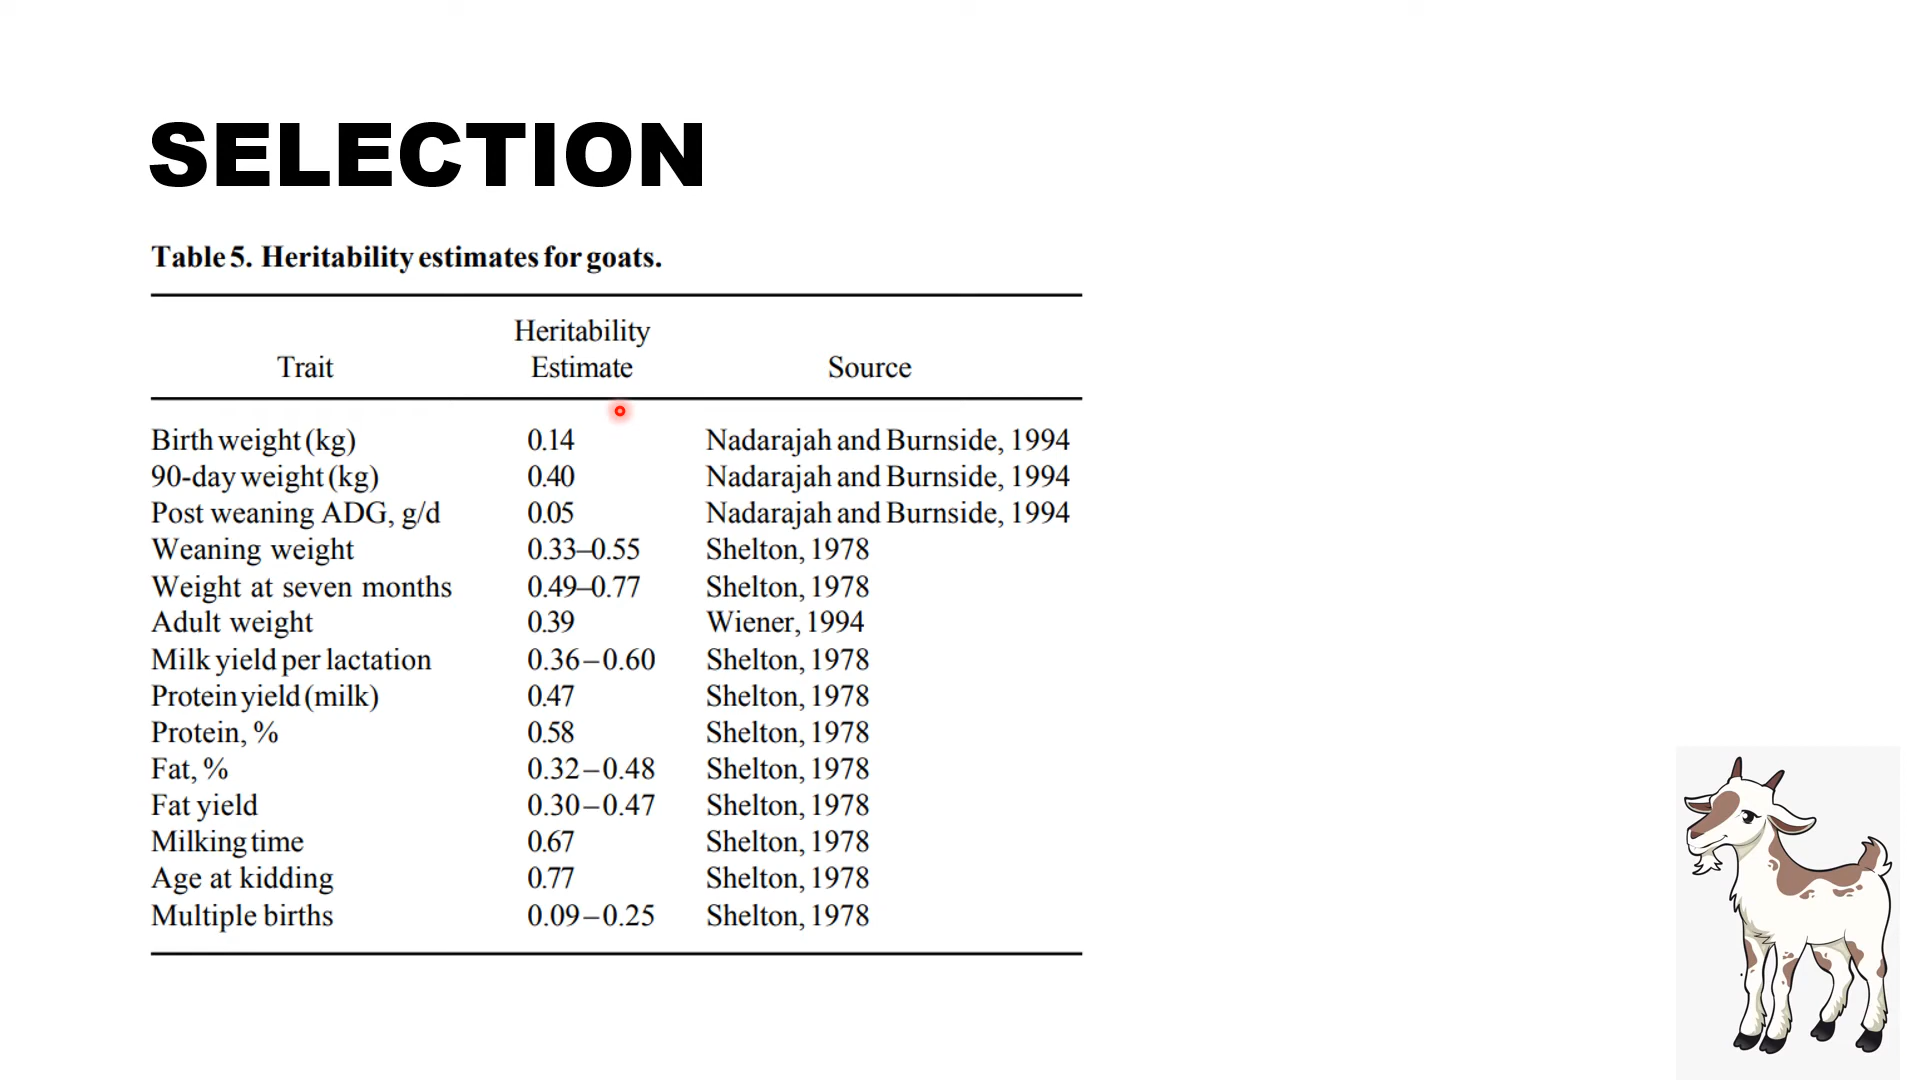 SELECTION
Table 5. Heritability estimates for goats.
Heritability
Trait Estimate Source
Birth weight (kg) 0.14 Nadarajah and Burnside, 1994
90-day weight (kg) 0.40 Nadarajah and Burnside, 1994
Post weaning ADG, g/d 0.05 Nadarajah and Burnside, 1994
Weaning weight 0.33–0.55 Shelton, 1978
Weight at seven months 0.49–0.77 Shelton, 1978
Adult weight 0.39 Wiener, 1994
Milk yield per lactation 0.36–0.60 Shelton, 1978
Protein yield (milk) 0.47 Shelton, 1978
Protein, % 0.58 Shelton, 1978
Fat, % 0.32–0.48 Shelton, 1978
Fat yield 0.30–0.47 Shelton, 1978
Milking time 0.67 Shelton, 1978
Age at kidding 0.77 Shelton, 1978
Multiple births 0.09–0.25 Shelton, 1978